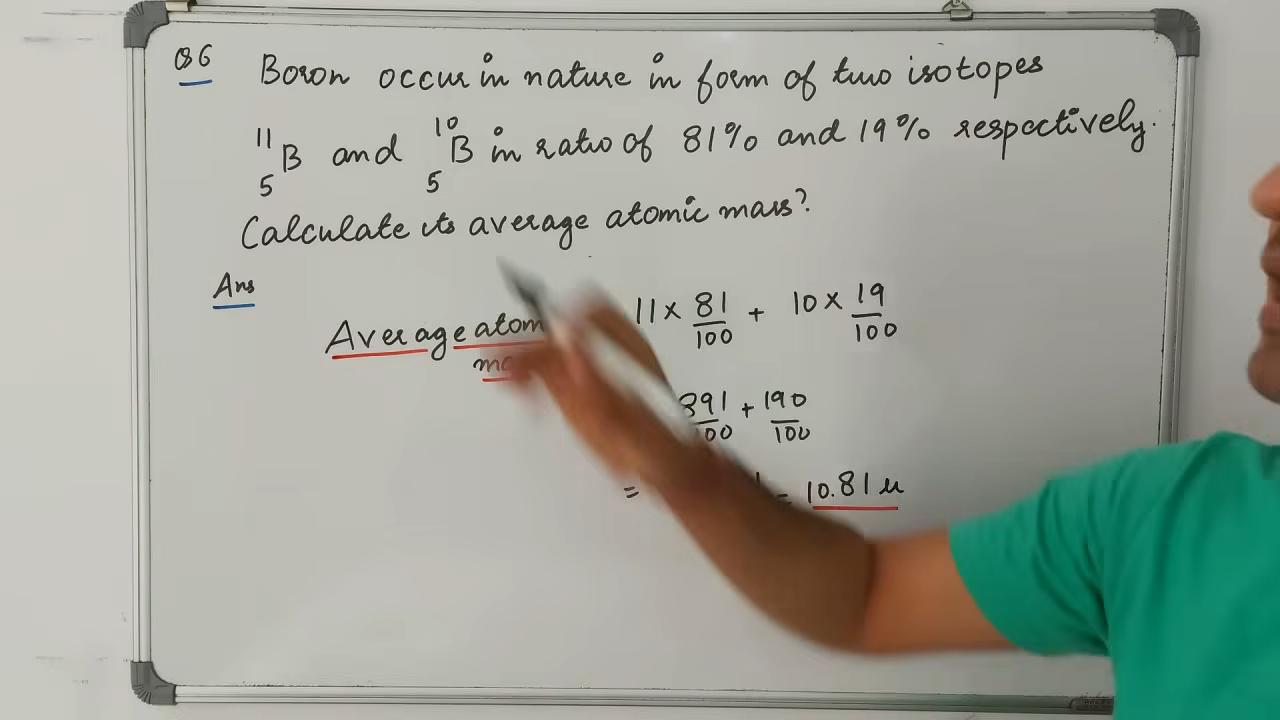 Q6 Boron occur in nature in form of two isotopes
11 5 B and 10 5 B in ratio of 81% and 19% respectively.
Calculate its average atomic mass?
Ans
Average 11 × 81/100 + 10 × 19/100
891/100 + 190/100
= = 10.81 u